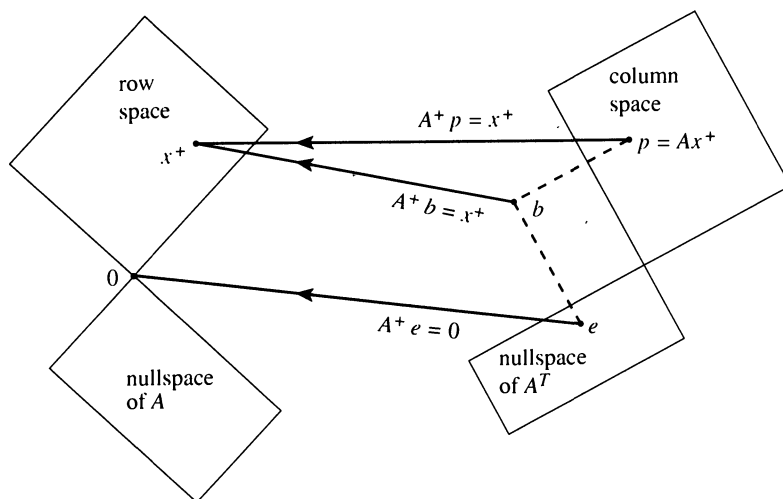 row
space
column
space
A⁺ p = x⁺
p = Ax⁺
x⁺
A⁺ b = x⁺
b
0
A⁺ e = 0
e
nullspace
of A
nullspace
of Aᵀ